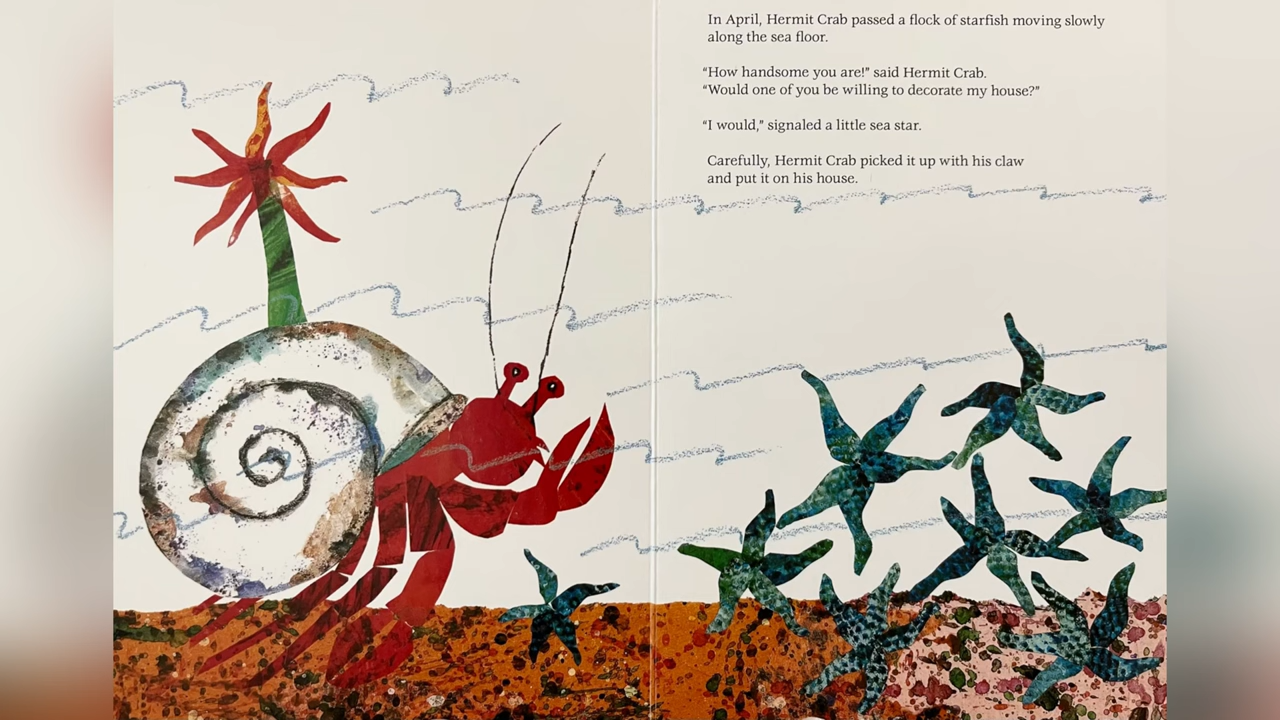 In April, Hermit Crab passed a flock of starfish moving slowly
along the sea floor.
“How handsome you are!” said Hermit Crab.
“Would one of you be willing to decorate my house?”
“I would,” signaled a little sea star.
Carefully, Hermit Crab picked it up with his claw
and put it on his house.